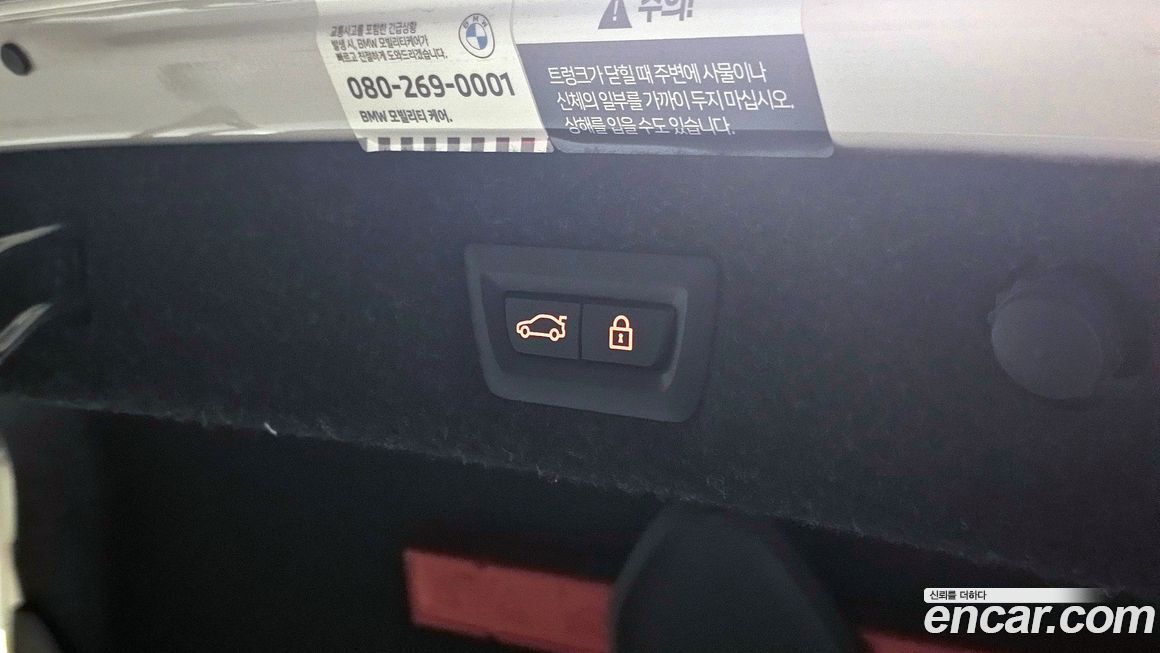 교통사고를 포함한 긴급상황
발생 시, BMW 모빌리티케어가
빠르고 친절하게 도와드리겠습니다.
BMW
080-269-0001
BMW 모빌리티 케어.
주의!
트렁크가 닫힐 때 주변에 사물이나
신체의 일부를 가까이 두지 마십시오.
상해를 입을 수도 있습니다.
신뢰를 더하다
encar.com